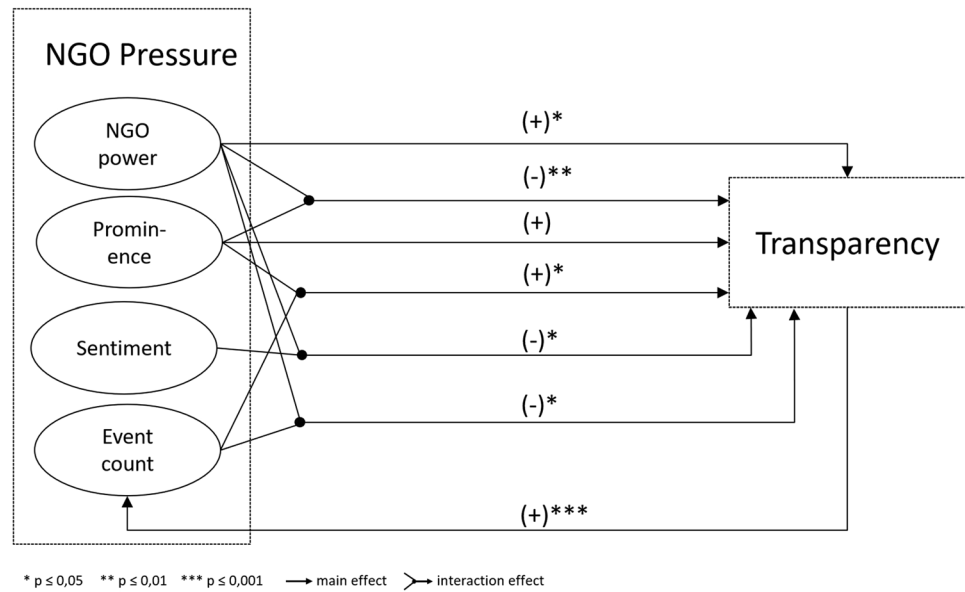 NGO Pressure
NGO
power
Promin-
ence
Sentiment
Event
count
(+)*
(-)**
(+)
(+)*
(-)*
(-)*
(+)***
Transparency
* p ≤ 0,05 ** p ≤ 0,01 *** p ≤ 0,001 main effect interaction effect